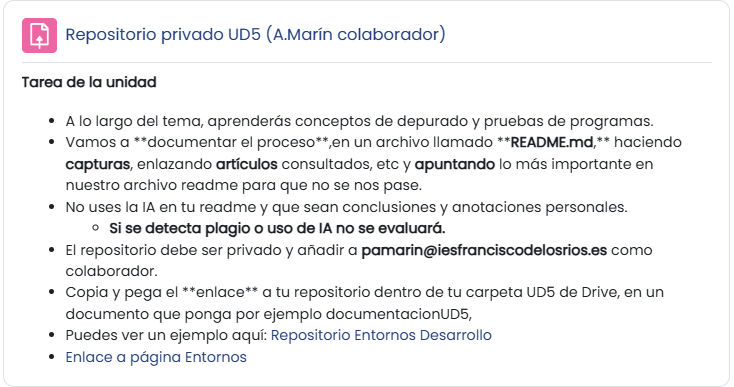 Repositorio privado UD5 (A.Marín colaborador)
Tarea de la unidad
A lo largo del tema, aprenderás conceptos de depurado y pruebas de programas.
Vamos a **documentar el proceso**,en un archivo llamado **README.md,** haciendo
capturas, enlazando artículos consultados, etc y apuntando lo más importante en
nuestro archivo readme para que no se nos pase.
No uses la IA en tu readme y que sean conclusiones y anotaciones personales.
Si se detecta plagio o uso de IA no se evaluará.
El repositorio debe ser privado y añadir a pamarin@iesfranciscodelosrios.es como
colaborador.
Copia y pega el **enlace** a tu repositorio dentro de tu carpeta UD5 de Drive, en un
documento que ponga por ejemplo documentacionUD5,
Puedes ver un ejemplo aquí: Repositorio Entornos Desarrollo
Enlace a página Entornos